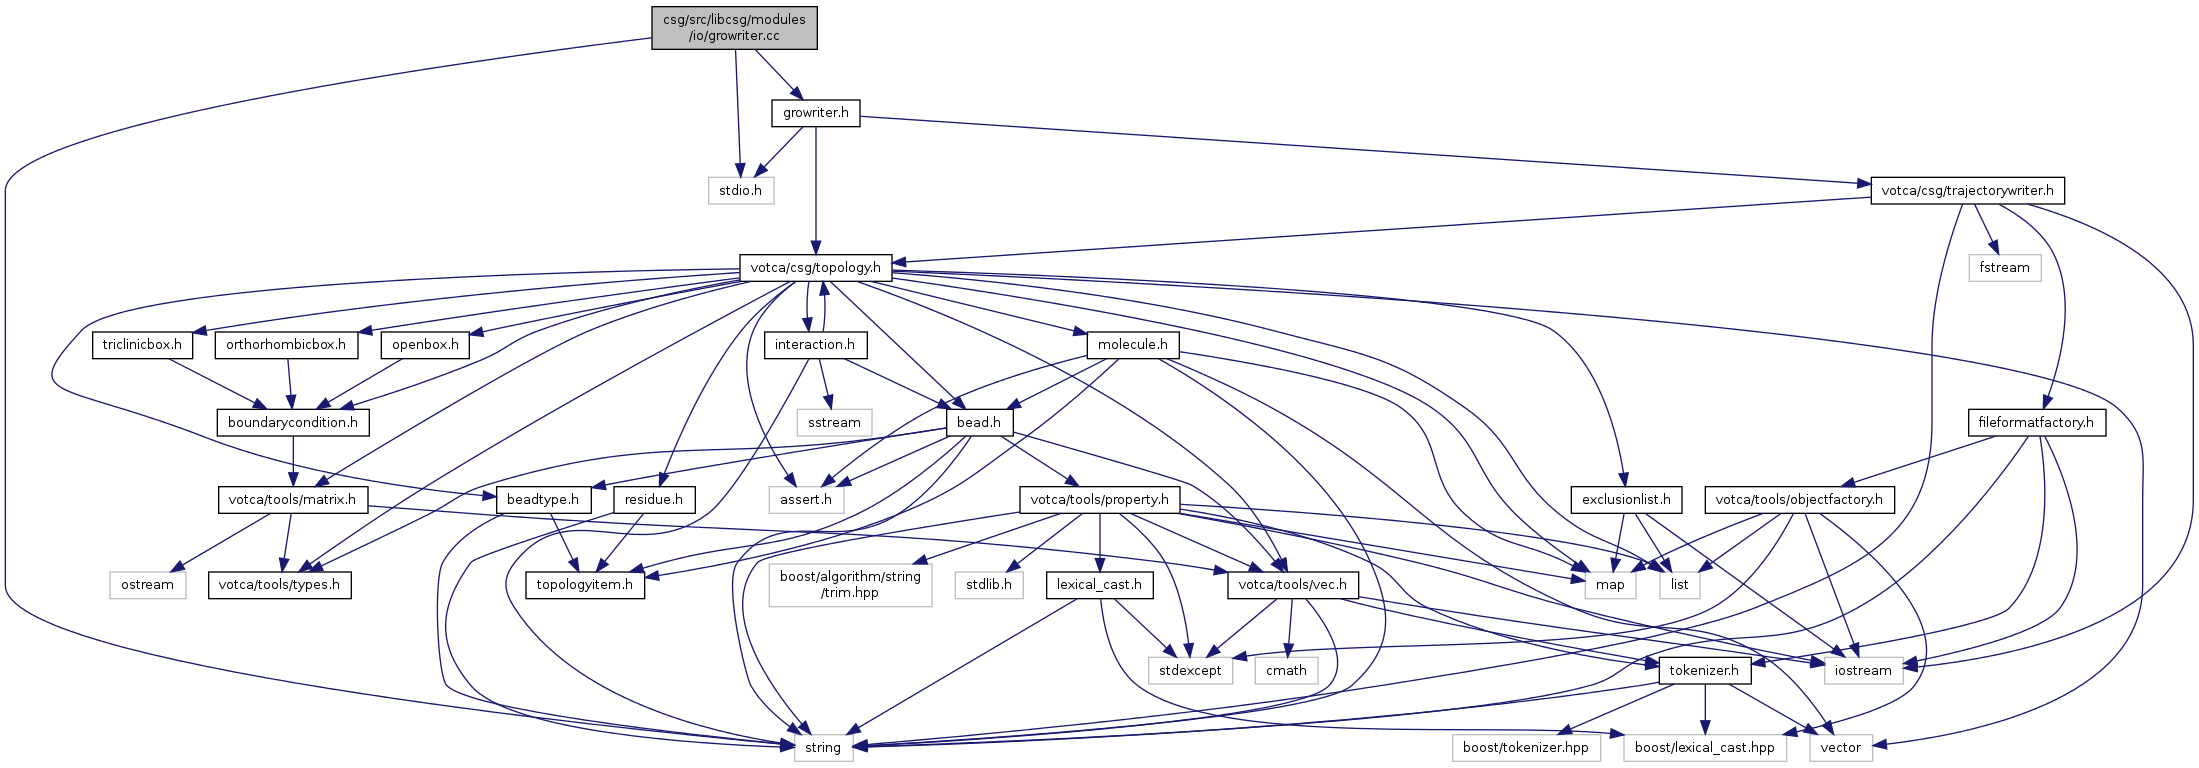 csg/src/libcsg/modules
/io/growriter.cc
growriter.h
stdio.h
votca/csg/trajectorywriter.h
votca/csg/topology.h
fstream
triclinicbox.h
orthorhombicbox.h
openbox.h
interaction.h
molecule.h
boundarycondition.h
sstream
bead.h
fileformatfactory.h
votca/tools/matrix.h
beadtype.h
residue.h
assert.h
votca/tools/property.h
exclusionlist.h
votca/tools/objectfactory.h
ostream
votca/tools/types.h
topologyitem.h
boost/algorithm/string
/trim.hpp
stdlib.h
lexical_cast.h
votca/tools/vec.h
map
list
stdexcept
cmath
tokenizer.h
iostream
string
boost/tokenizer.hpp
boost/lexical_cast.hpp
vector